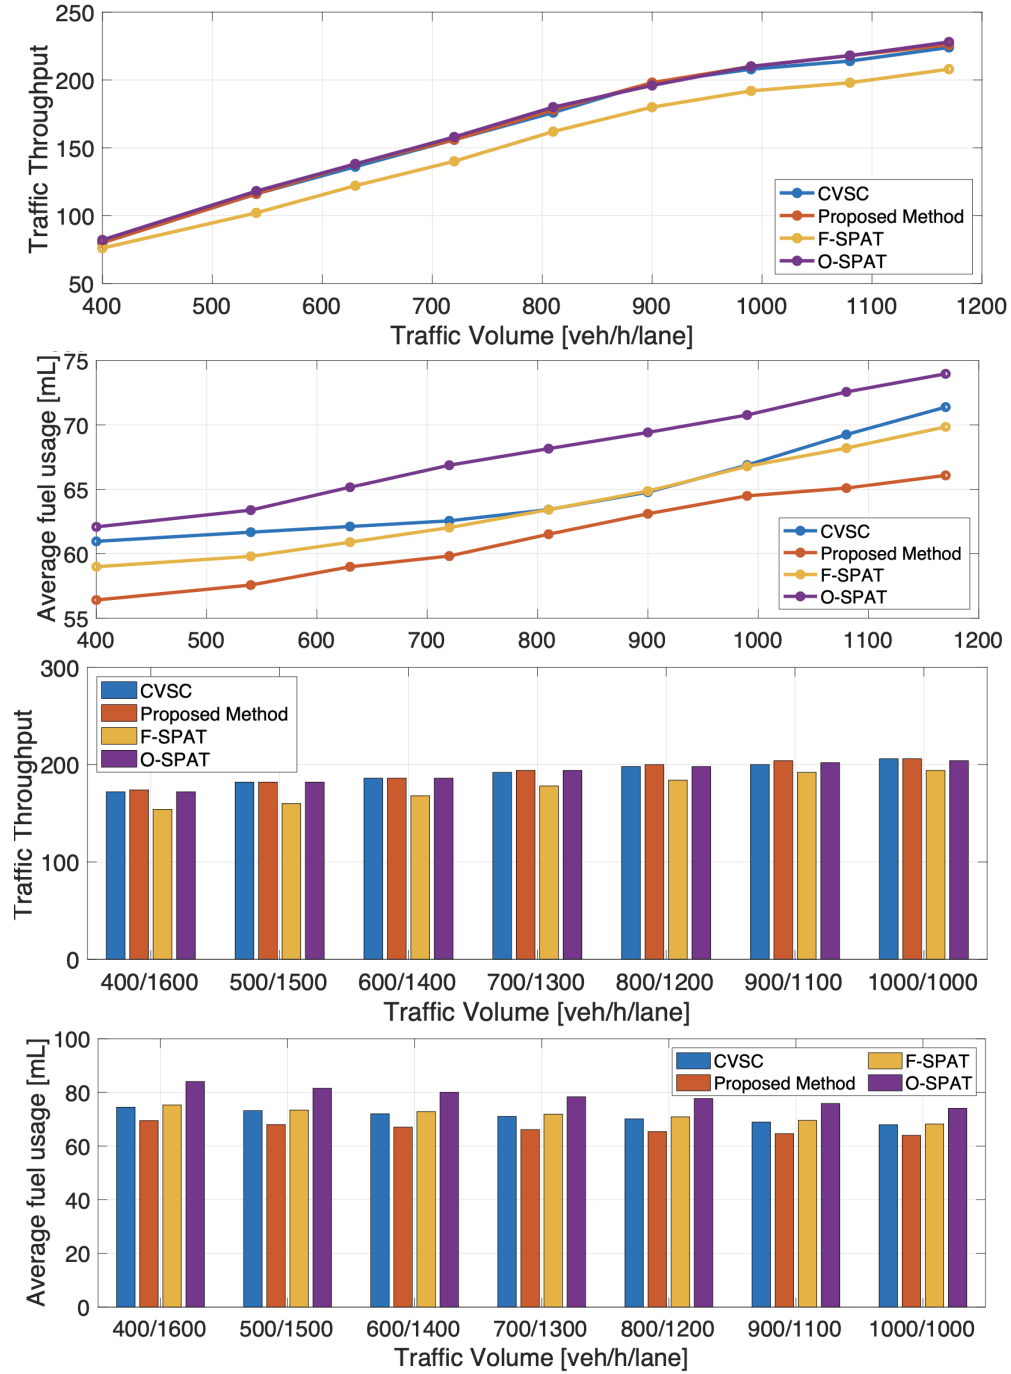 250
200
150
100
50
Traffic Throughput
CVSC
Proposed Method
F-SPAT
O-SPAT
400 500 600 700 800 900 1000 1100 1200
Traffic Volume [veh/h/lane]
75
70
65
60
55
Average fuel usage [mL]
CVSC
Proposed Method
F-SPAT
O-SPAT
400 500 600 700 800 900 1000 1100 1200
300
200
100
0
Traffic Throughput
CVSC
Proposed Method
F-SPAT
O-SPAT
400/1600 500/1500 600/1400 700/1300 800/1200 900/1100 1000/1000
Traffic Volume [veh/h/lane]
100
80
60
40
20
0
Average fuel usage [mL]
CVSC F-SPAT
Proposed Method O-SPAT
400/1600 500/1500 600/1400 700/1300 800/1200 900/1100 1000/1000
Traffic Volume [veh/h/lane]